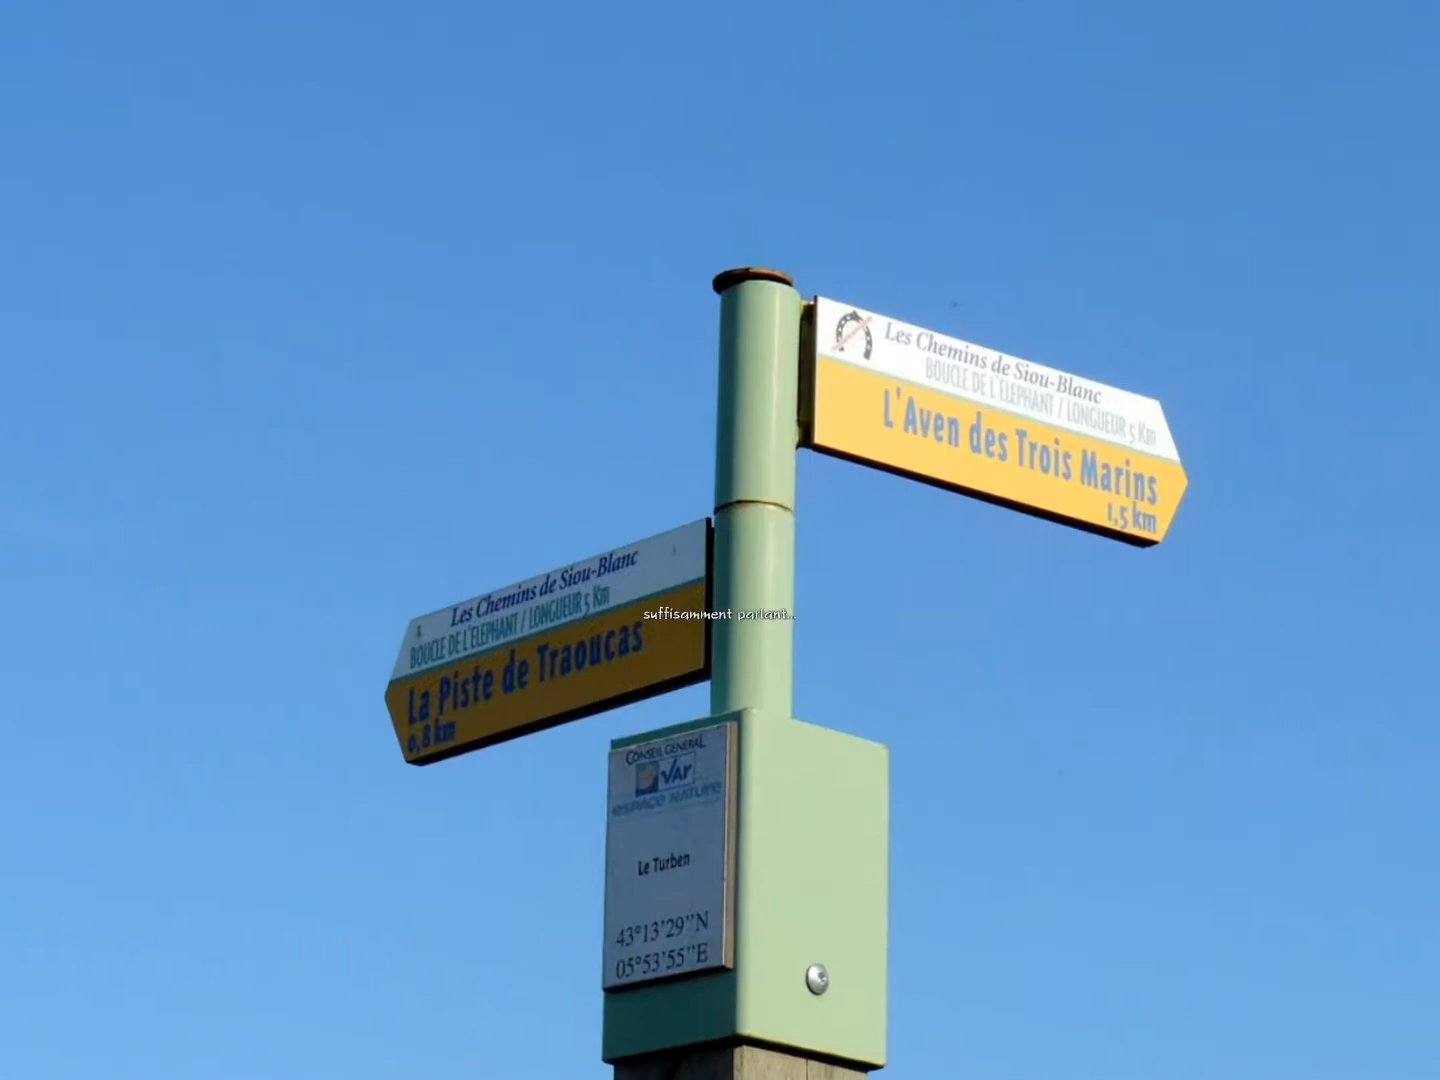 Les Chemins de Siou-Blanc
BOUCLE DE L'ELEPHANT / LONGUEUR 5 Km
L'Aven des Trois Marins
1,5 km
Les Chemins de Siou-Blanc
BOUCLE DE L'ELEPHANT / LONGUEUR 5 Km
La Piste de Traoucas
0,8 km
suffisamment parlant...
CONSEIL GENERAL
VAR
ESPACE NATURE
Le Turben
43°13'29''N
05°53'55''E